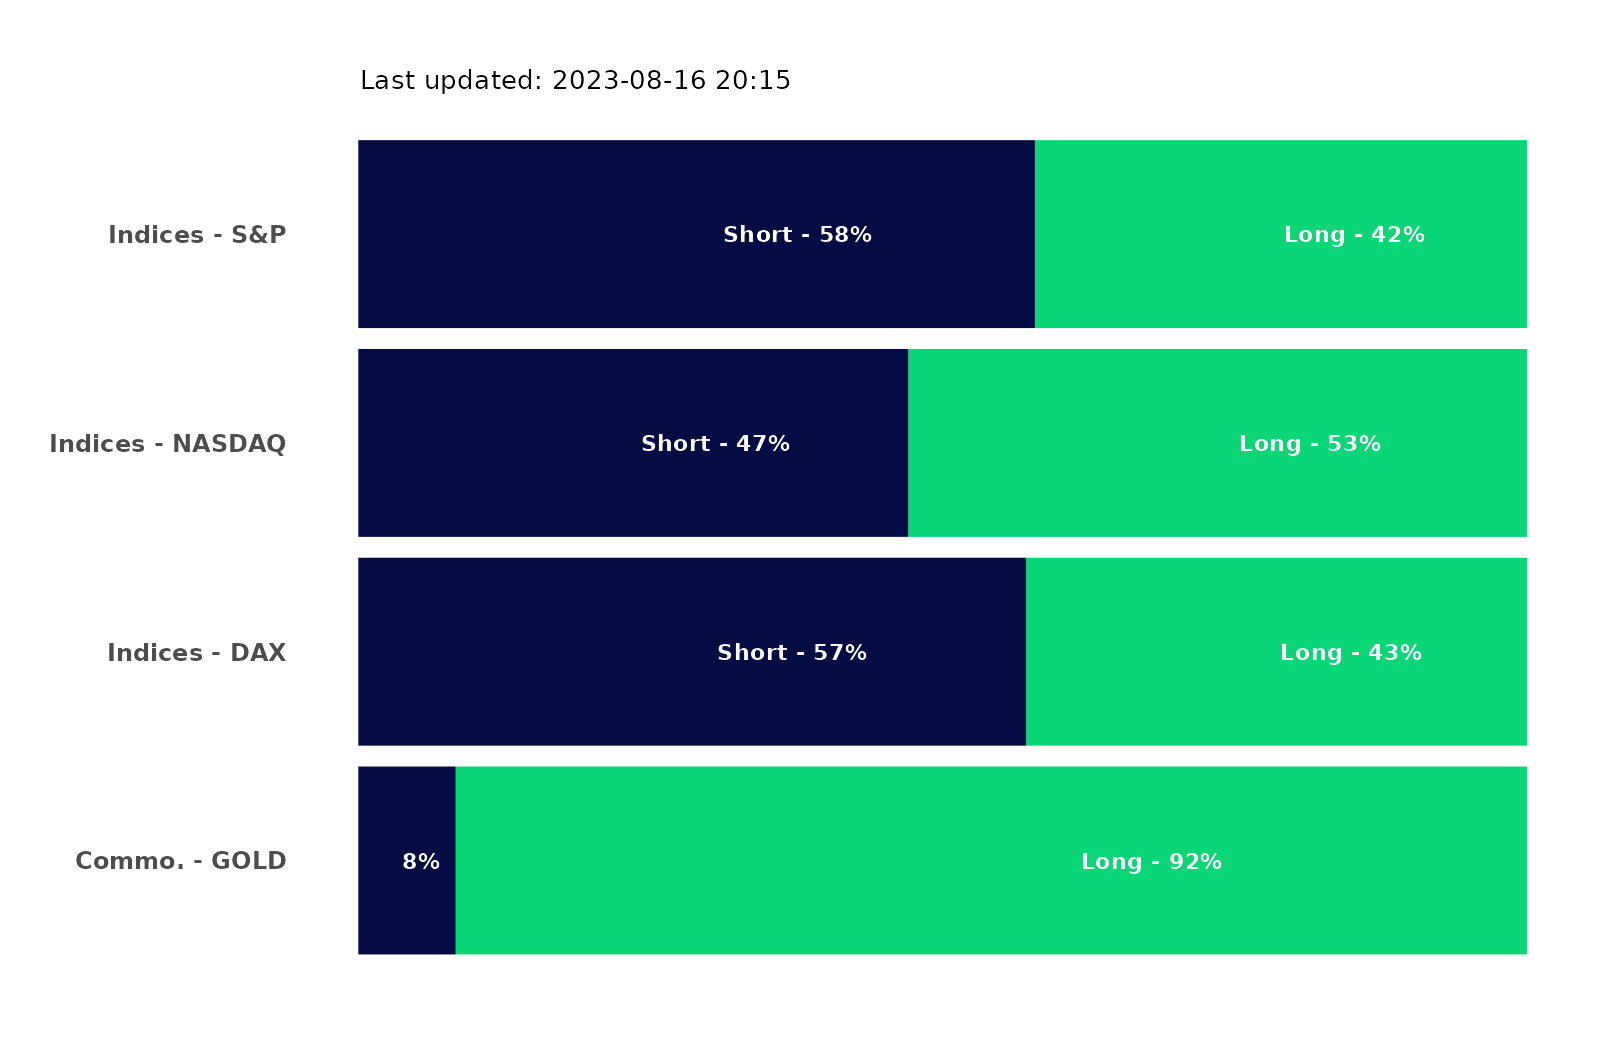 Last updated: 2023-08-16 20:15
Indices - S&P Short - 58% Long - 42%
Indices - NASDAQ Short - 47% Long - 53%
Indices - DAX Short - 57% Long - 43%
Commo. - GOLD 8% Long - 92%